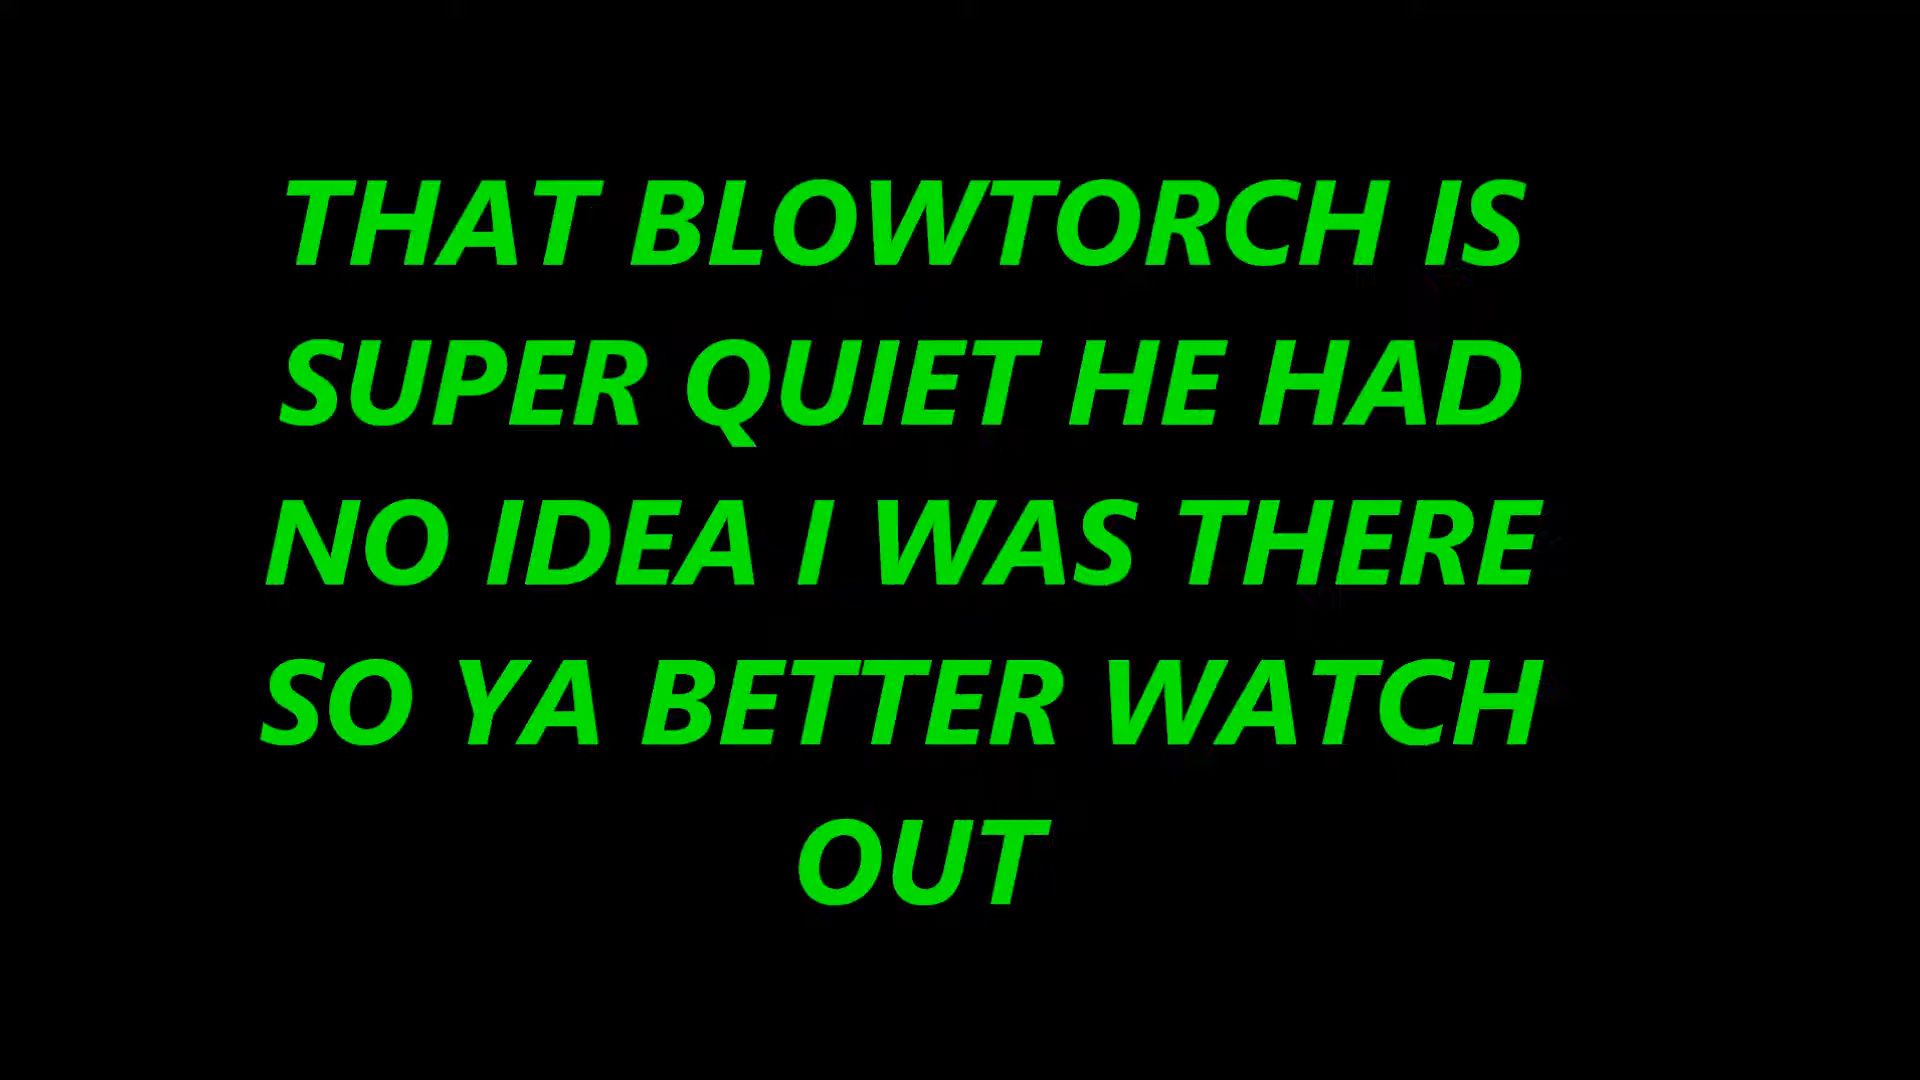 THAT BLOWTORCH IS
SUPER QUIET HE HAD
NO IDEA I WAS THERE
SO YA BETTER WATCH
OUT